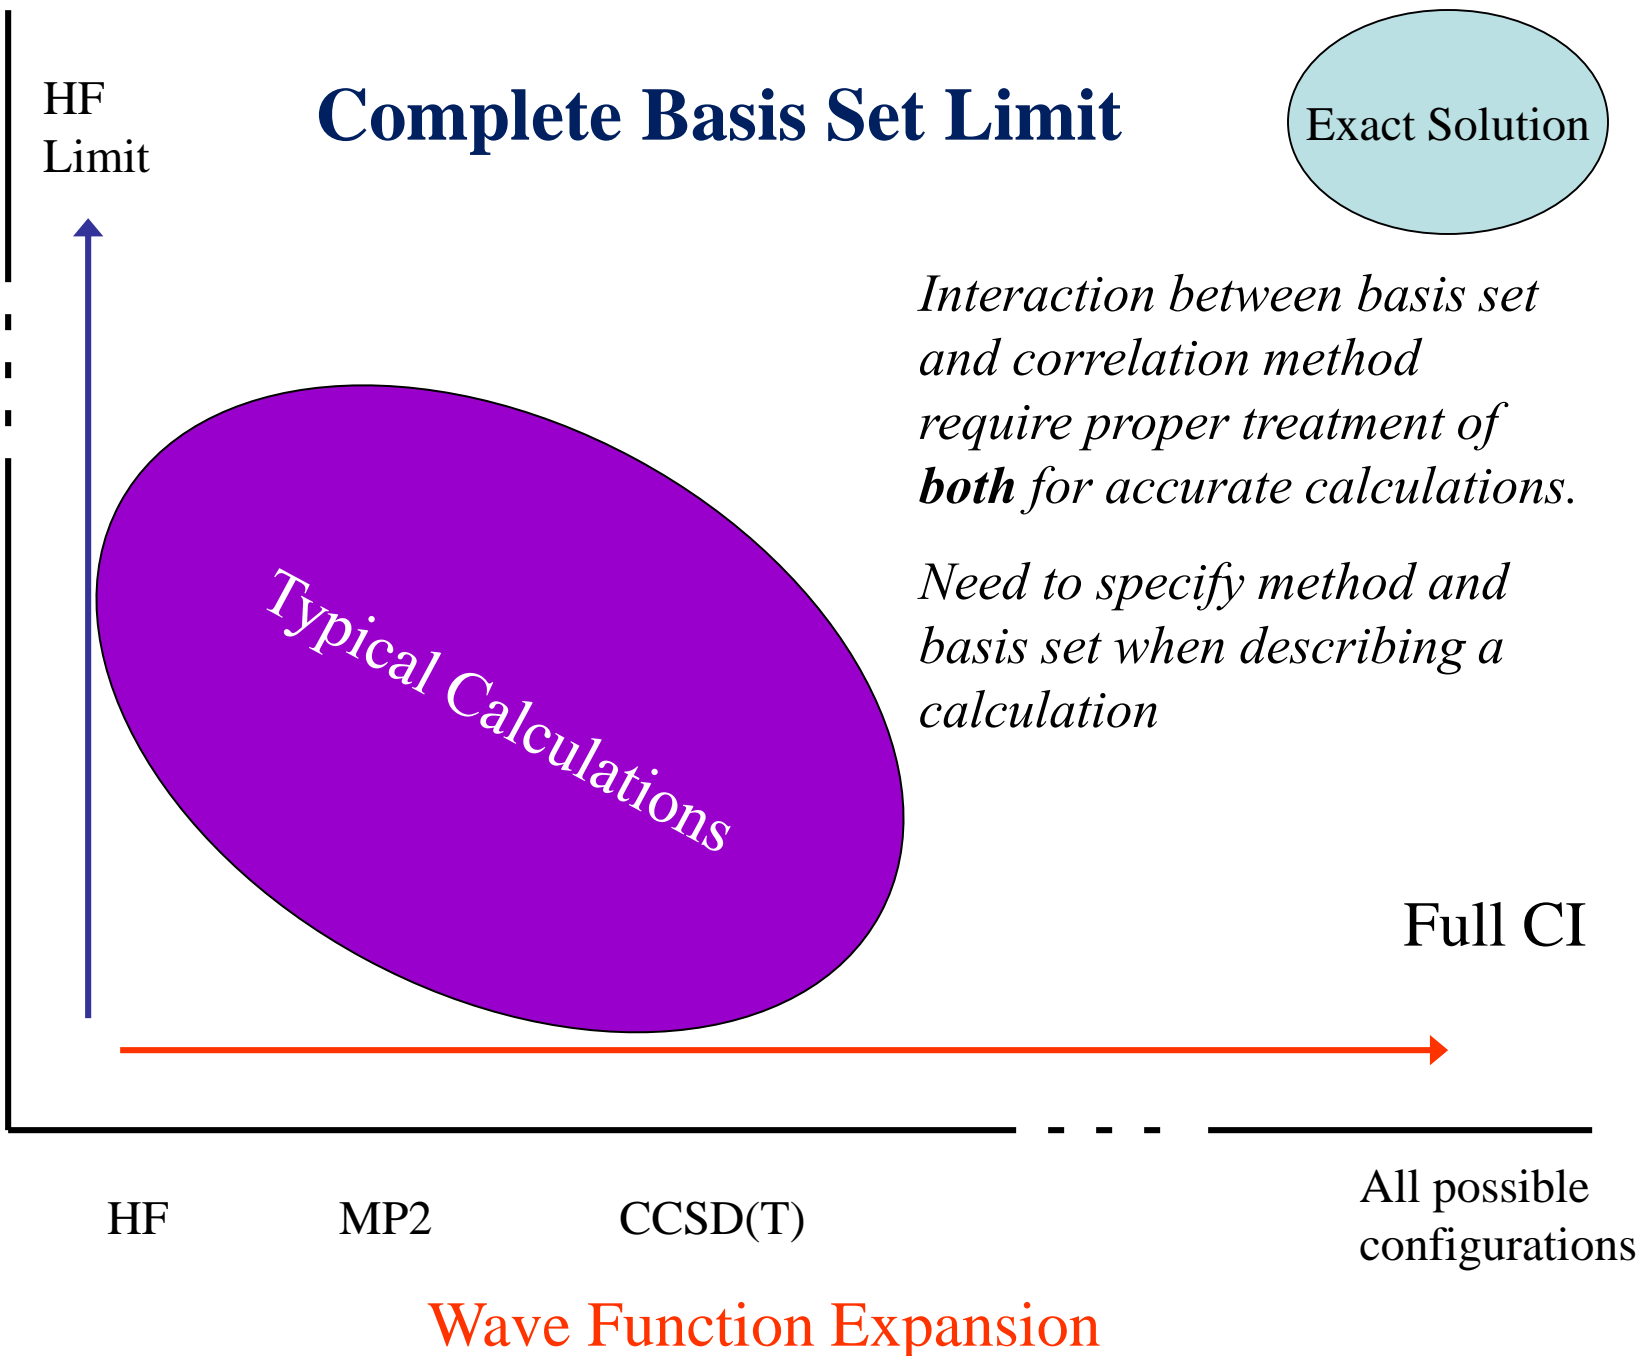 HF
Limit
Complete Basis Set Limit
Exact Solution
Interaction between basis set
and correlation method
require proper treatment of
both for accurate calculations.
Need to specify method and
basis set when describing a
calculation
Typical Calculations
Full CI
HF
MP2
CCSD(T)
All possible
configurations
Wave Function Expansion